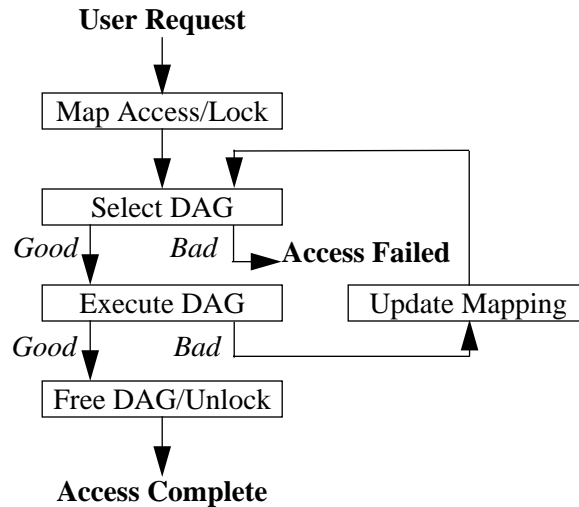 User Request
Map Access/Lock
Select DAG
Good Bad Access Failed
Execute DAG Update Mapping
Good Bad
Free DAG/Unlock
Access Complete